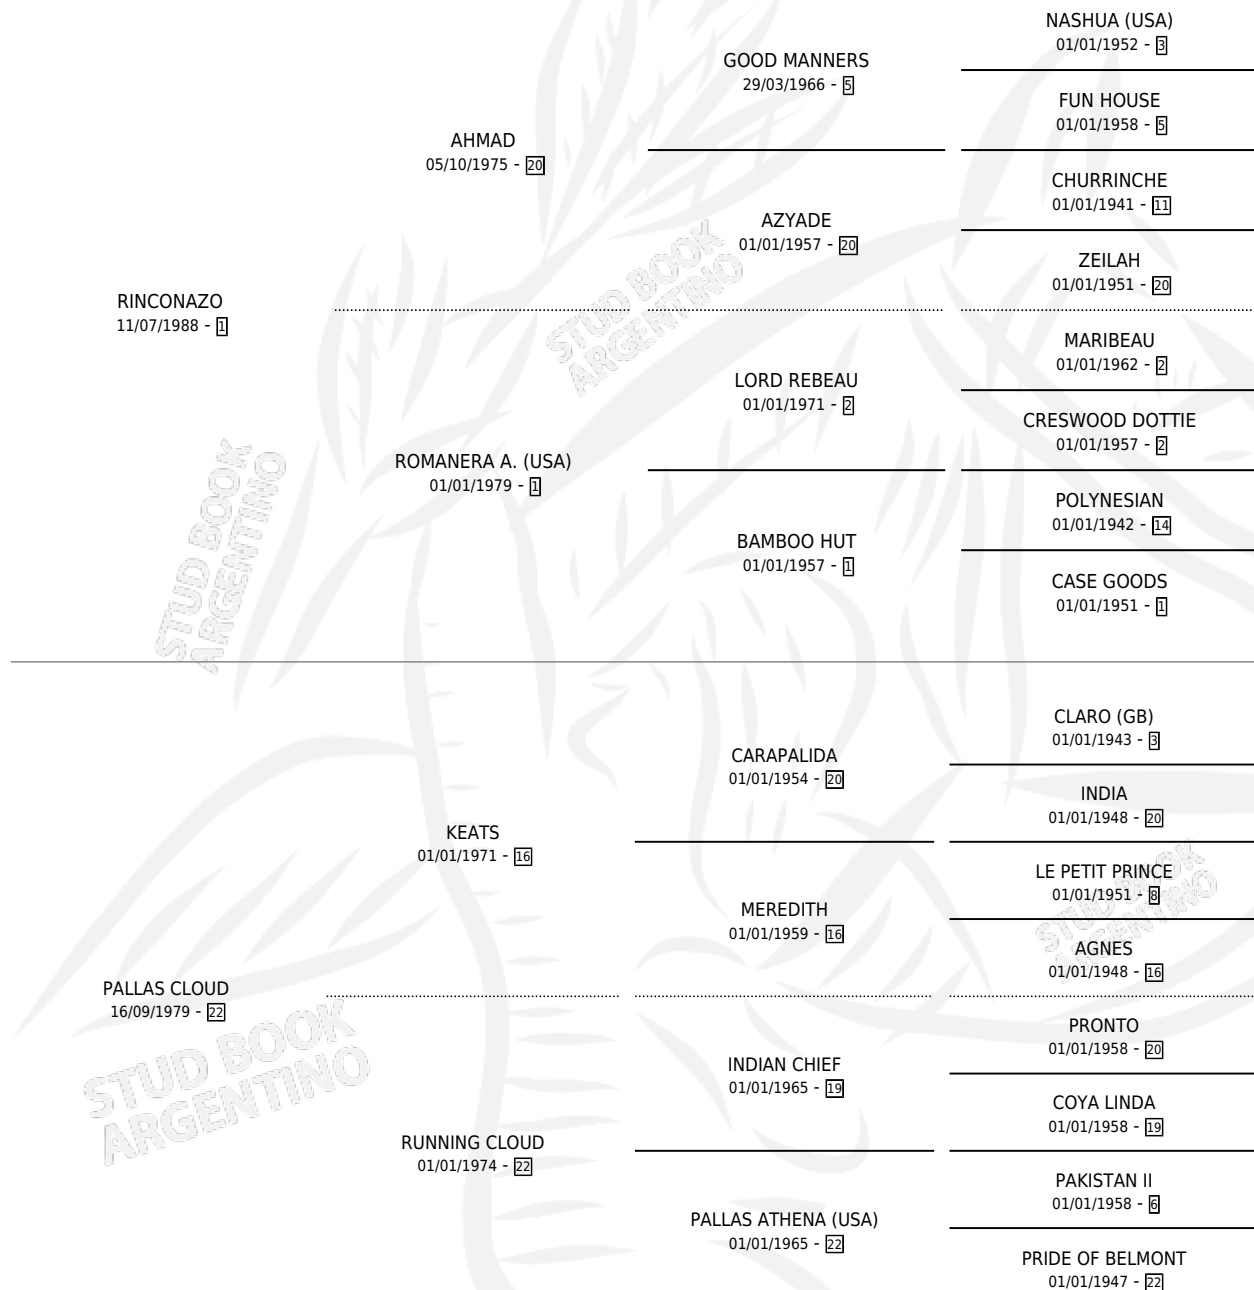 NASHUA (USA)
01/01/1952 - 3
GOOD MANNERS
29/03/1966 - 5
FUN HOUSE
01/01/1958 - 5
AHMAD
05/10/1975 - 20
CHURRINCHE
01/01/1941 - 11
AZYADE
01/01/1957 - 20
ZEILAH
01/01/1951 - 20
RINCONAZO
11/07/1988 - 1
MARIBEAU
01/01/1962 - 2
LORD REBEAU
01/01/1971 - 2
CRESWOOD DOTTIE
01/01/1957 - 2
ROMANERA A. (USA)
01/01/1979 - 1
POLYNESIAN
01/01/1942 - 14
BAMBOO HUT
01/01/1957 - 1
CASE GOODS
01/01/1951 - 1
STUD BOOK
ARGENTINO
STUD BOOK
ARGENTINO
CLARO (GB)
01/01/1943 - 3
CARAPALIDA
01/01/1954 - 20
INDIA
01/01/1948 - 20
KEATS
01/01/1971 - 16
LE PETIT PRINCE
01/01/1951 - 8
MEREDITH
01/01/1959 - 16
AGNES
01/01/1948 - 16
PALLAS CLOUD
16/09/1979 - 22
PRONTO
01/01/1958 - 20
INDIAN CHIEF
01/01/1965 - 19
COYA LINDA
01/01/1958 - 19
RUNNING CLOUD
01/01/1974 - 22
PAKISTAN II
01/01/1958 - 6
PALLAS ATHENA (USA)
01/01/1965 - 22
PRIDE OF BELMONT
01/01/1947 - 22
STUD BOOK
ARGENTINO
STUD BOOK
ARGENTINO